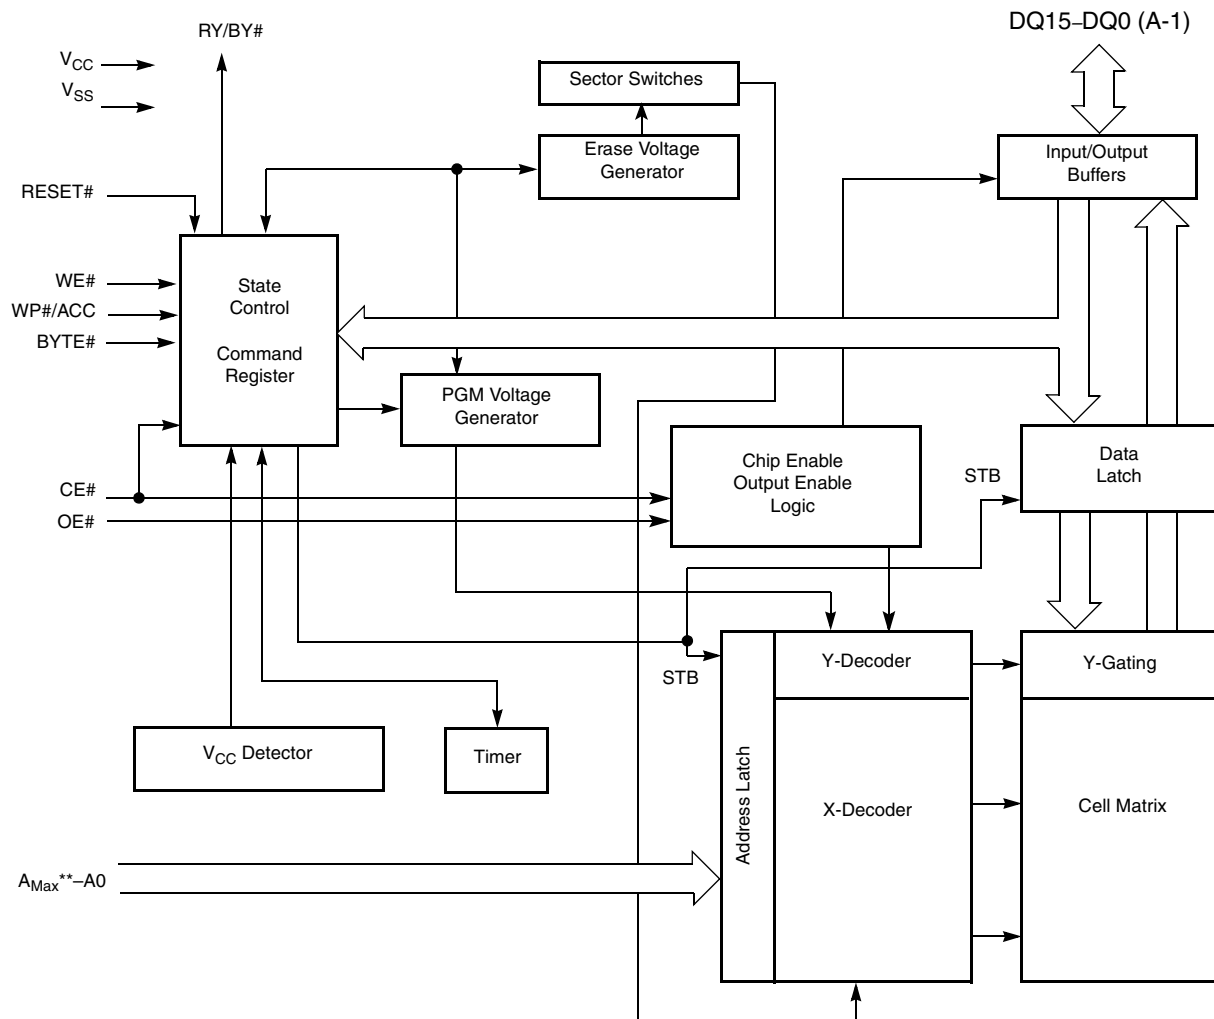 DQ15–DQ0 (A-1)
RY/BY#
VCC
VSS
Sector Switches
Erase Voltage
Generator
Input/Output
Buffers
RESET#
WE#
WP#/ACC
BYTE#
State
Control
Command
Register
PGM Voltage
Generator
Chip Enable
Output Enable
Logic
Data
Latch
STB
CE#
OE#
STB
Y-Decoder
Y-Gating
VCC Detector
Timer
Address Latch
X-Decoder
Cell Matrix
AMax**–A0